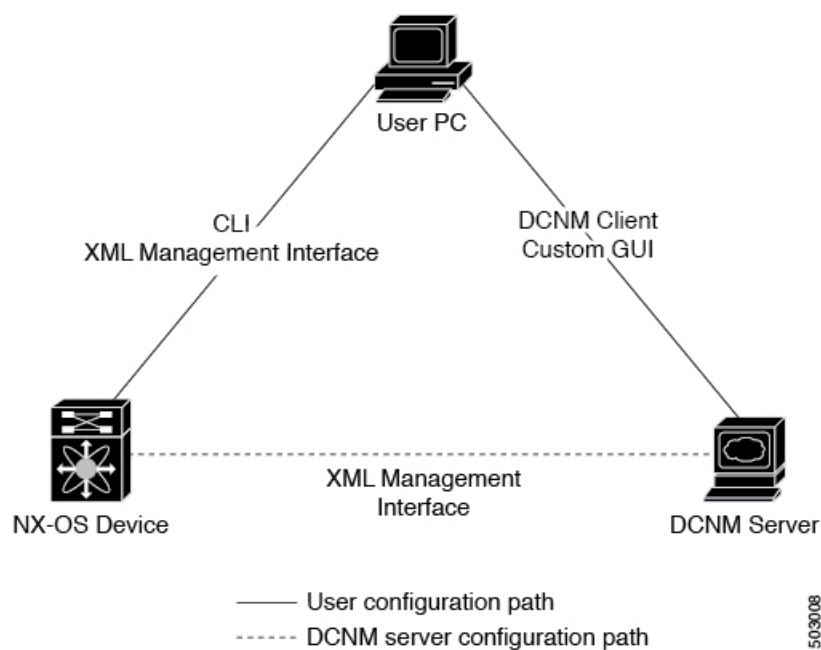 User PC
CLI
XML Management Interface
DCNM Client
Custom GUI
XML Management
Interface
NX-OS Device
DCNM Server
User configuration path
DCNM server configuration path
503008